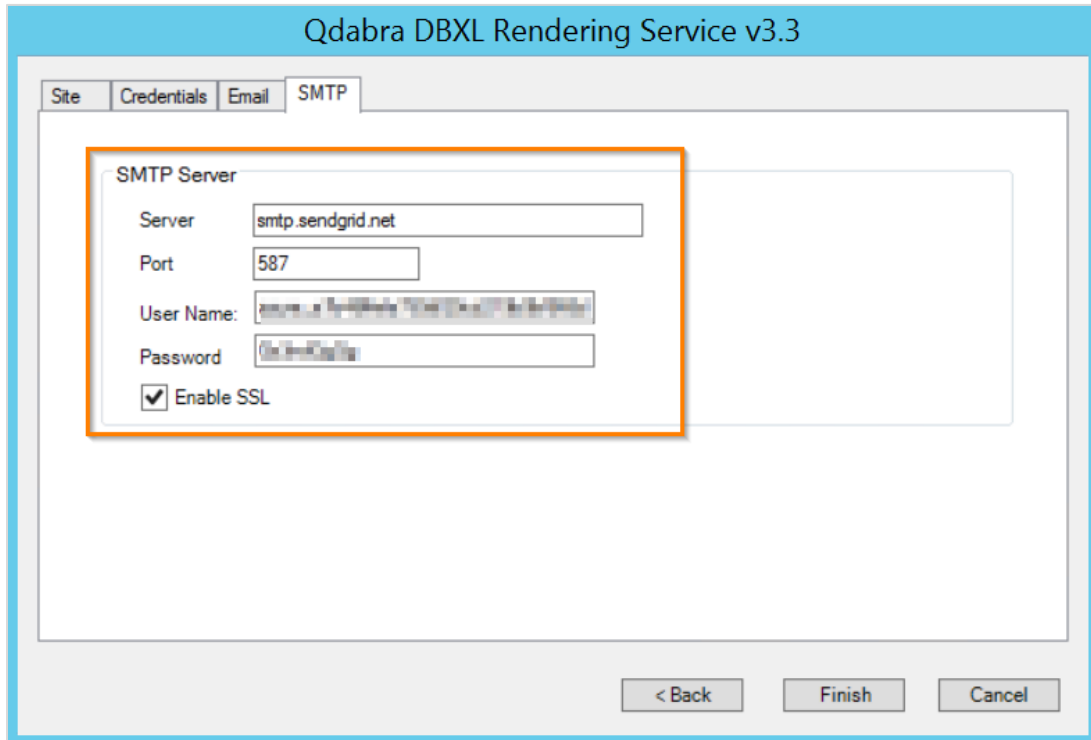 Qdabra DBXL Rendering Service v3.3
Site Credentials Email SMTP
SMTP Server
Server smtp.sendgrid.net
Port 587
User Name:
Password
Enable SSL
< Back Finish Cancel